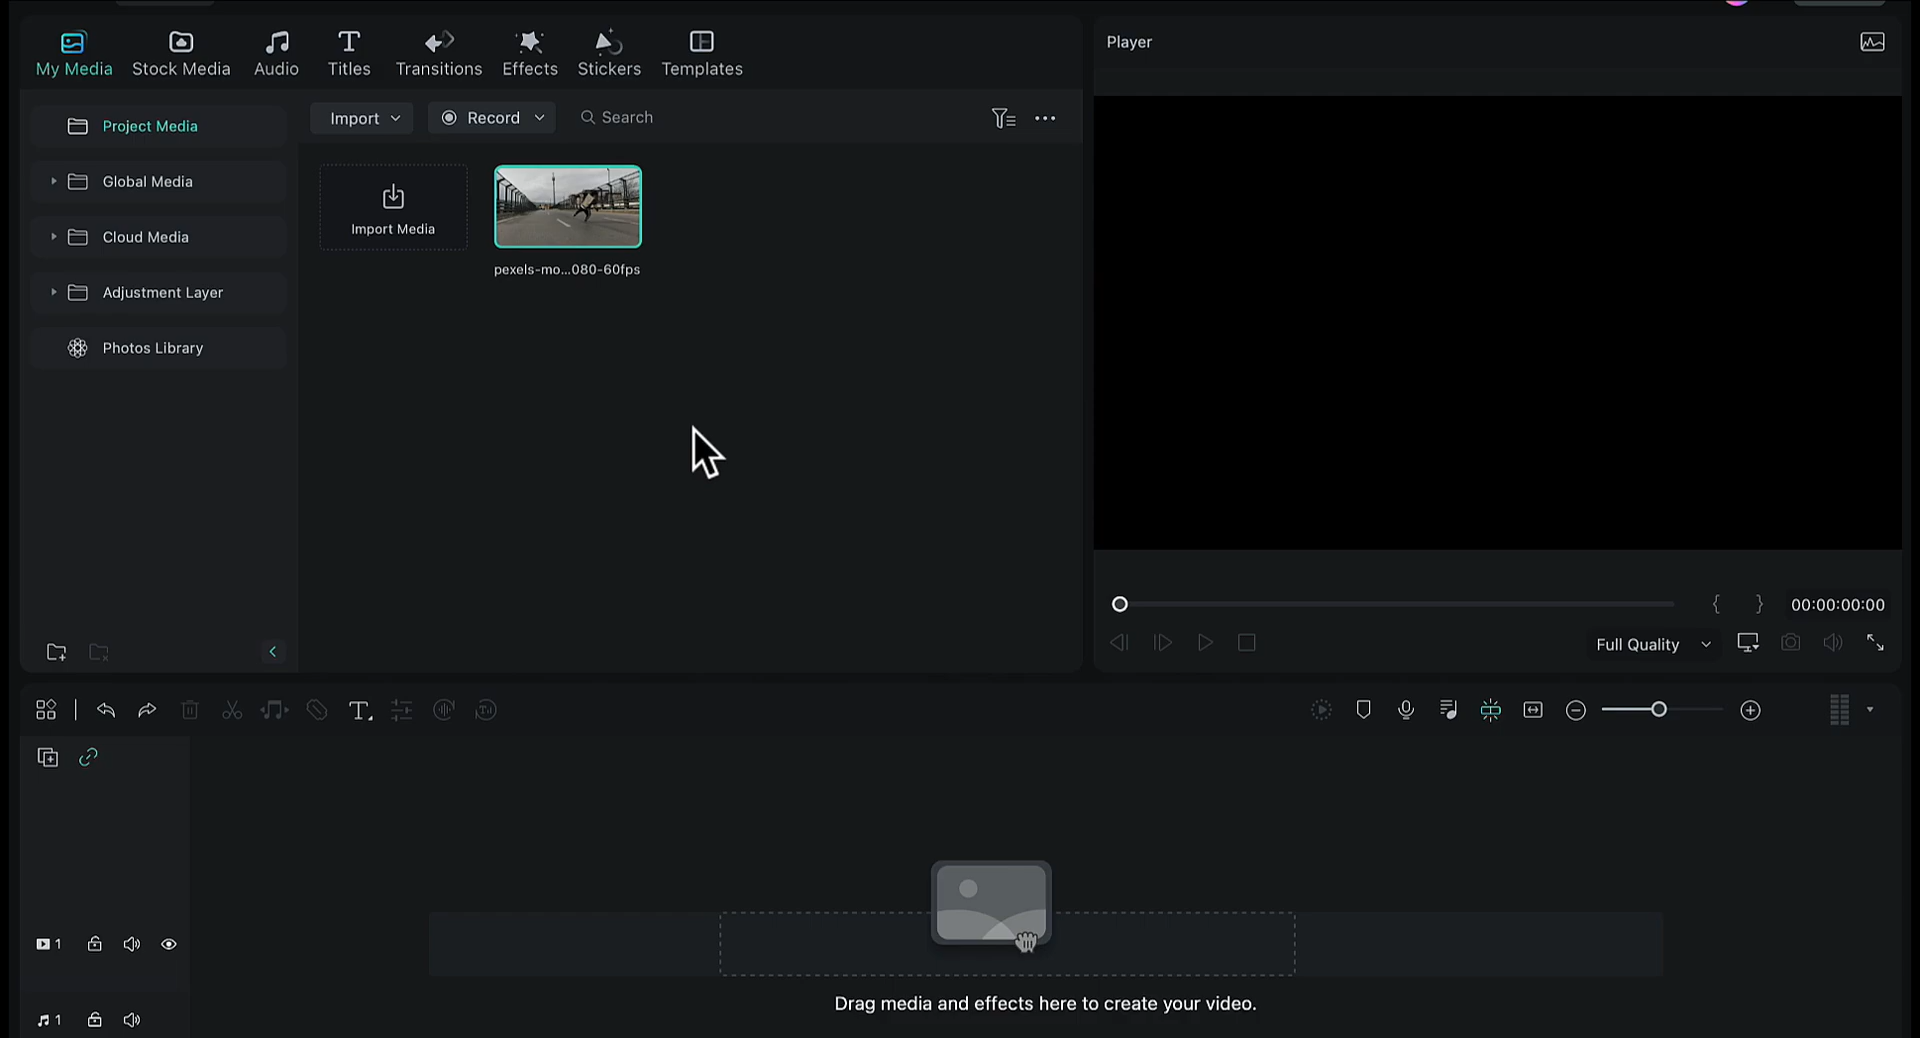 My Media Stock Media Audio Titles Transitions Effects Stickers Templates
Player
Project Media
Global Media
Cloud Media
Adjustment Layer
Photos Library
Import
Record
Search
Import Media
pexels-mo...080-60fps
{ } 00:00:00:00
Full Quality
1
1
Drag media and effects here to create your video.